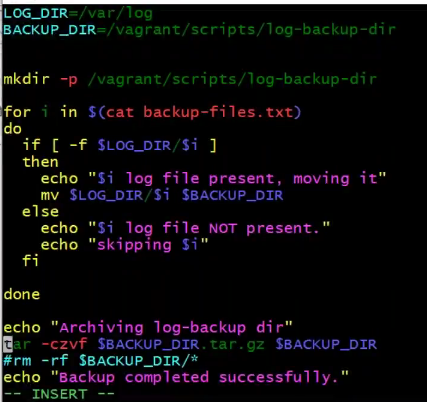 LOG_DIR=/var/log
BACKUP_DIR=/vagrant/scripts/log-backup-dir
mkdir -p /vagrant/scripts/log-backup-dir
for i in $(cat backup-files.txt)
do
  if [ -f $LOG_DIR/$i ]
  then
    echo "$i log file present, moving it"
    mv $LOG_DIR/$i $BACKUP_DIR
  else
    echo "$i log file NOT present."
    echo "skipping $i"
  fi
done
echo "Archiving log-backup dir"
tar -czvf $BACKUP_DIR.tar.gz $BACKUP_DIR
#rm -rf $BACKUP_DIR/*
echo "Backup completed successfully."
-- INSERT --